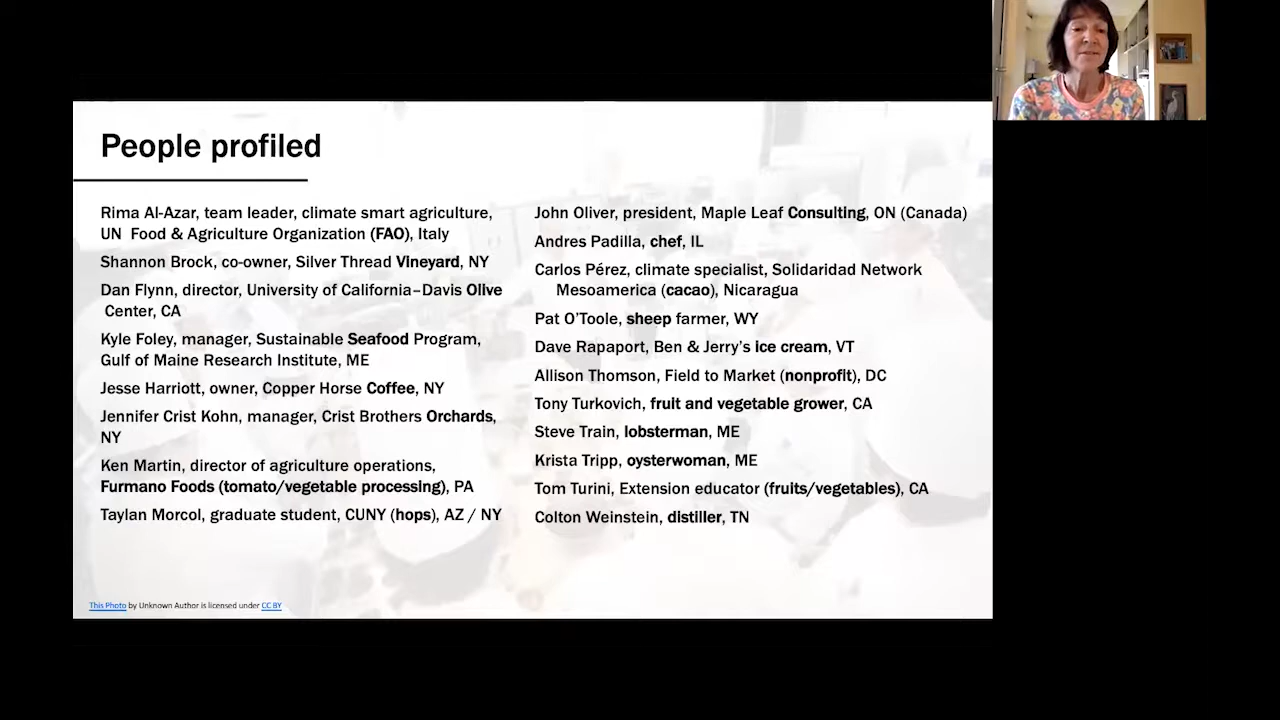 People profiled
Rima Al-Azar, team leader, climate smart agriculture,
UN Food & Agriculture Organization (FAO), Italy
Shannon Brock, co-owner, Silver Thread Vineyard, NY
Dan Flynn, director, University of California–Davis Olive
Center, CA
Kyle Foley, manager, Sustainable Seafood Program,
Gulf of Maine Research Institute, ME
Jesse Harriott, owner, Copper Horse Coffee, NY
Jennifer Crist Kohn, manager, Crist Brothers Orchards,
NY
Ken Martin, director of agriculture operations,
Furmano Foods (tomato/vegetable processing), PA
Taylan Morcol, graduate student, CUNY (hops), AZ / NY
John Oliver, president, Maple Leaf Consulting, ON (Canada)
Andres Padilla, chef, IL
Carlos Pérez, climate specialist, Solidaridad Network
Mesoamerica (cacao), Nicaragua
Pat O’Toole, sheep farmer, WY
Dave Rapaport, Ben & Jerry’s ice cream, VT
Allison Thomson, Field to Market (nonprofit), DC
Tony Turkovich, fruit and vegetable grower, CA
Steve Train, lobsterman, ME
Krista Tripp, oysterwoman, ME
Tom Turini, Extension educator (fruits/vegetables), CA
Colton Weinstein, distiller, TN
This Photo by Unknown Author is licensed under CC BY